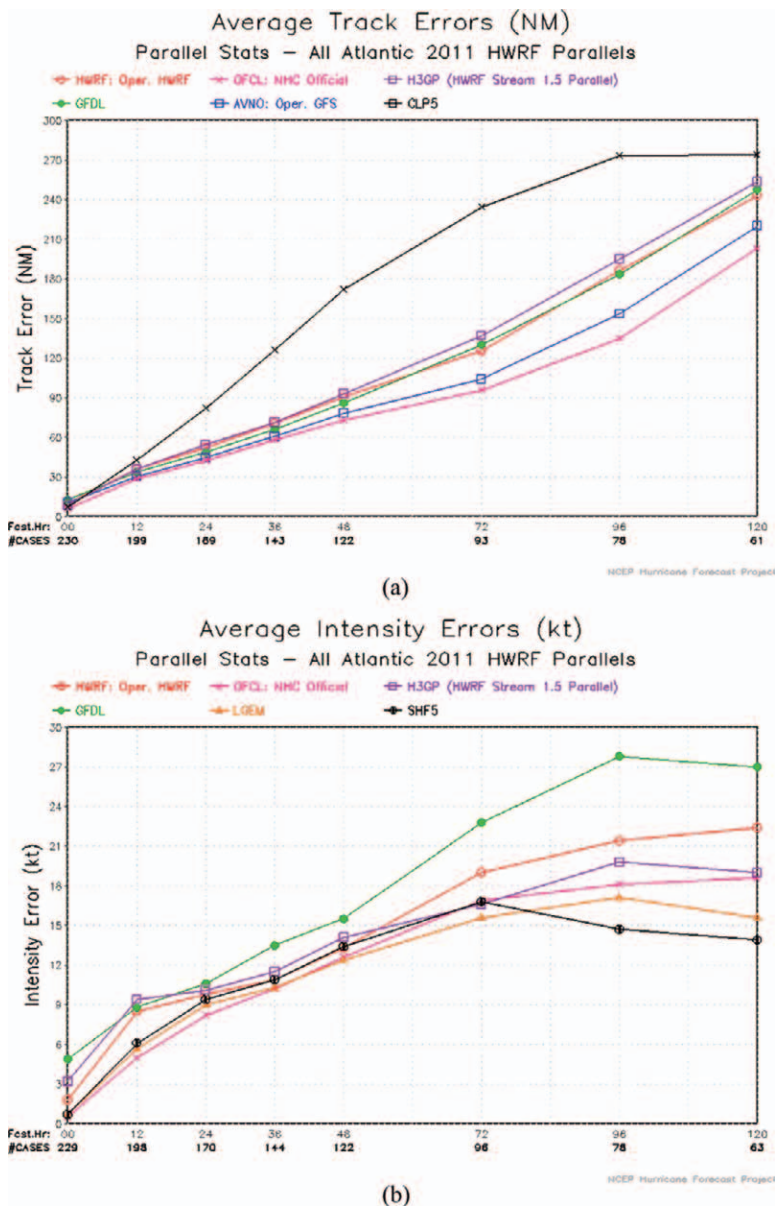 Average Track Errors (NM)
Parallel Stats – All Atlantic 2011 HWRF Parallels
HWRF: Oper. HWRF OFCL: NHC Official H3GP (HWRF Stream 1.5 Parallel)
GFDL AVNO: Oper. GFS CLP5
300
270
240
210
180
150
120
90
60
30
0
Track Error (NM)
Fcst.Hr: 00 12 24 36 48 72 96 120
#CASES 230 199 169 143 122 93 78 61
NCEP Hurricane Forecast Project
(a)
Average Intensity Errors (kt)
Parallel Stats – All Atlantic 2011 HWRF Parallels
HWRF: Oper. HWRF OFCL: NHC Official H3GP (HWRF Stream 1.5 Parallel)
GFDL LGEM SHF5
30
27
24
21
18
15
12
9
6
3
0
Intensity Error (kt)
Fcst.Hr: 00 12 24 36 48 72 96 120
#CASES 229 198 170 144 122 96 78 63
NCEP Hurricane Forecast Project
(b)